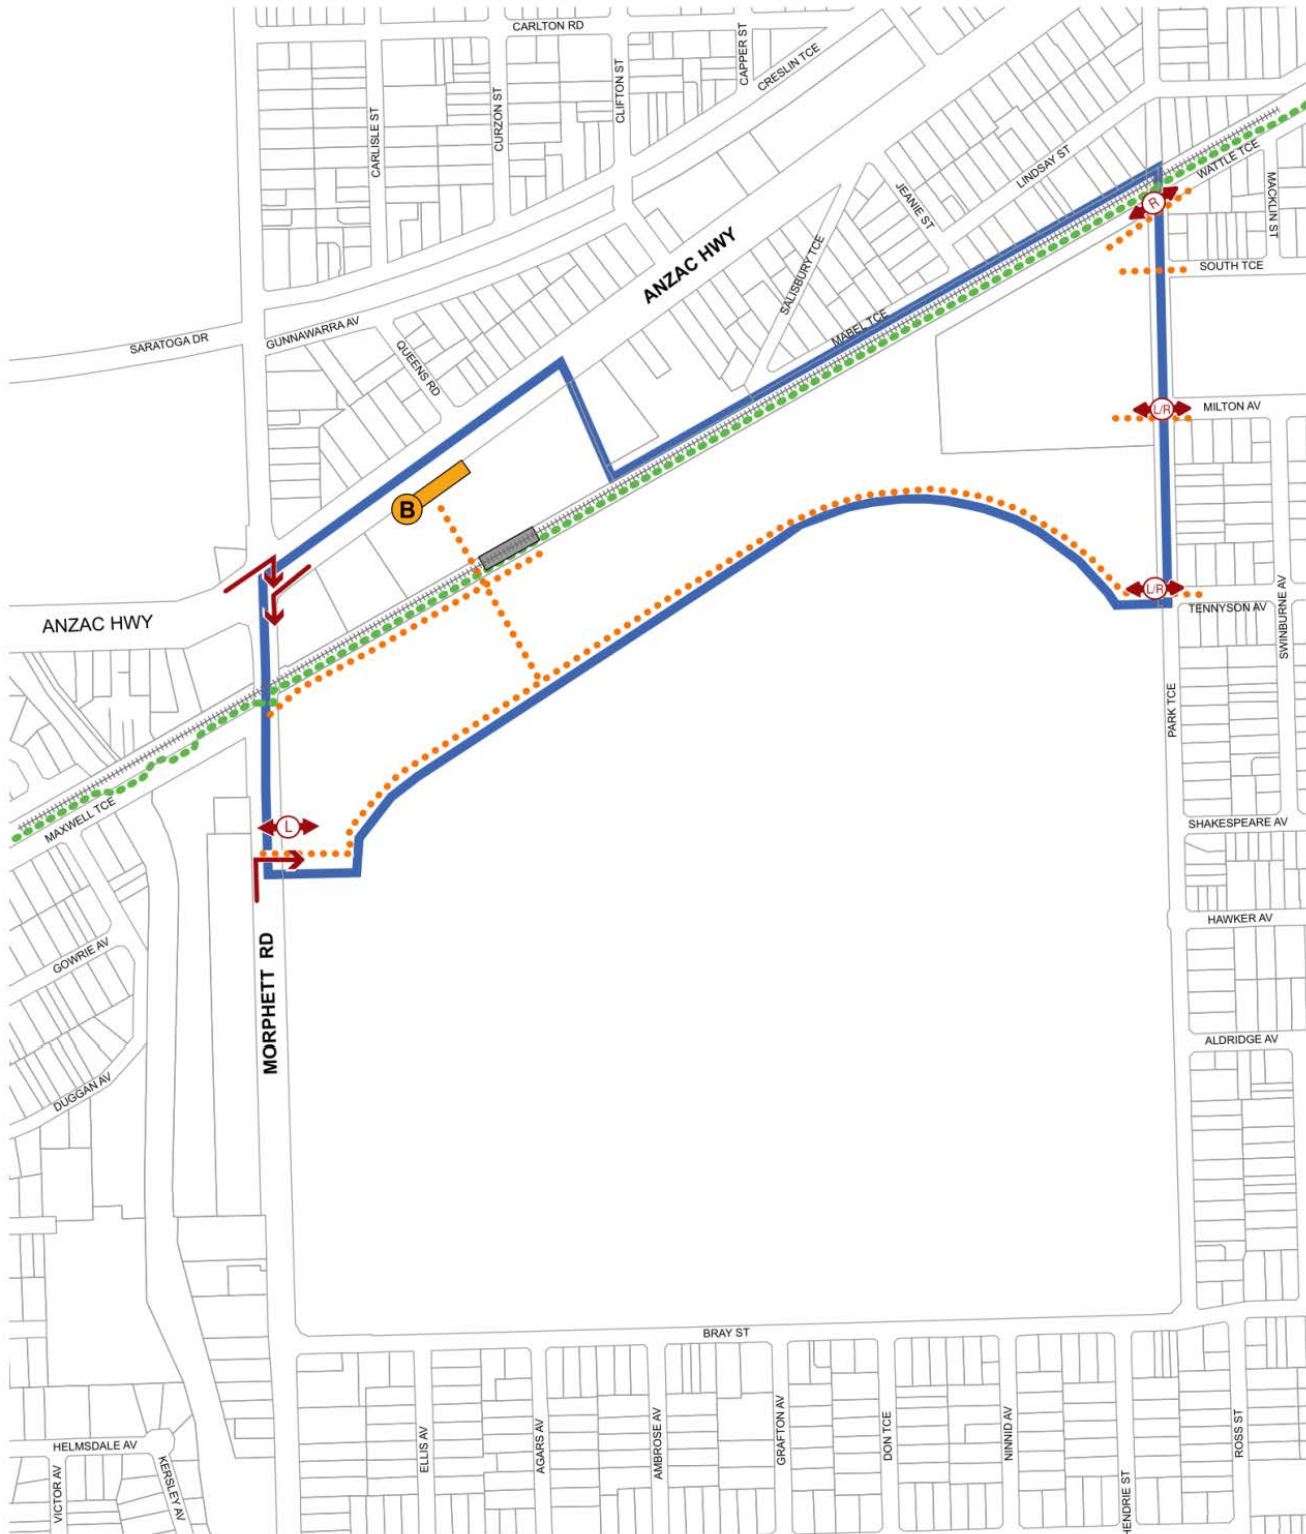 CARLTON RD
CAPPER ST
CRESLIN TCE
CLIFTON ST
CURZON ST
CARLISLE ST
LINDSAY ST
WATTLE TCE
JEANIE ST
MACKLIN ST
R
ANZAC HWY
SALISBURY TCE
SOUTH TCE
SARATOGA DR
GUNNAWARRA AV
MABEL TCE
QUEENS RD
L/R
MILTON AV
B
L/R
TENNYSON AV
SWINBURNE AV
ANZAC HWY
PARK TCE
MAXWELL TCE
L
SHAKESPEARE AV
HAWKER AV
GOWRIE AV
MORPHETT RD
ALDRIDGE AV
DUGGAN AV
BRAY ST
HELMSDALE AV
VICTOR AV
KERSLEY AV
ELLIS AV
AGARS AV
AMBROSE AV
GRAFTON AV
DON TCE
NINNID AV
HENDRIE ST
ROSS ST